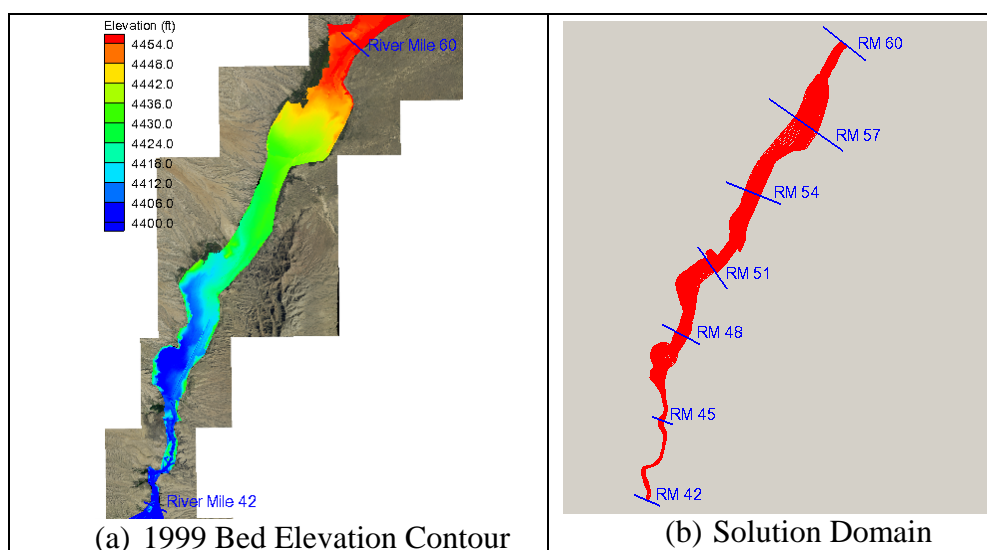 Elevation (ft)
4454.0
4448.0
4442.0
4436.0
4430.0
4424.0
4418.0
4412.0
4406.0
4400.0
River Mile 60
River Mile 42
(a) 1999 Bed Elevation Contour
RM 60
RM 57
RM 54
RM 51
RM 48
RM 45
RM 42
(b) Solution Domain